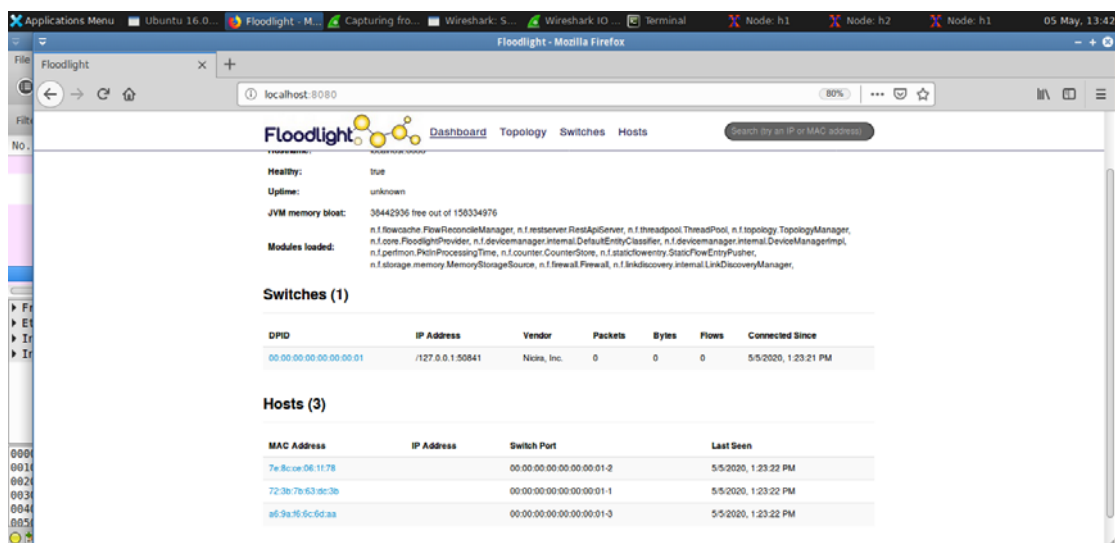 Applications Menu Ubuntu 16.0... Floodlight - M... Capturing fro... Wireshark: S... Wireshark IO ... Terminal Node: h1 Node: h2 Node: h1 05 May, 13:42
Floodlight - Mozilla Firefox
File
Floodlight
localhost:8080 80%
Filt
No.
Floodlight Dashboard Topology Switches Hosts Search (try an IP or MAC address)
Healthy: true
Uptime: unknown
JVM memory bloat: 38442936 free out of 158334976
Modules loaded: n.f.flowcache.FlowReconcileManager, n.f.restserver.RestApiServer, n.f.threadpool.ThreadPool, n.f.topology.TopologyManager,
n.f.core.FloodlightProvider, n.f.devicemanager.internal.DefaultEntityClassifier, n.f.devicemanager.internal.DeviceManagerImpl,
n.f.perfmon.PktInProcessingTime, n.f.counter.CounterStore, n.f.staticflowentry.StaticFlowEntryPusher,
n.f.storage.memory.MemoryStorageSource, n.f.firewall.Firewall, n.f.linkdiscovery.internal.LinkDiscoveryManager,
Switches (1)
DPID IP Address Vendor Packets Bytes Flows Connected Since
00:00:00:00:00:00:00:01 /127.0.0.1:50841 Nicira, Inc. 0 0 0 5/5/2020, 1:23:21 PM
Hosts (3)
MAC Address IP Address Switch Port Last Seen
7e:8c:ce:06:1f:78 00:00:00:00:00:00:00:01-2 5/5/2020, 1:23:22 PM
72:3b:7b:63:dc:3b 00:00:00:00:00:00:00:01-1 5/5/2020, 1:23:22 PM
a6:9a:f6:6c:6d:aa 00:00:00:00:00:00:00:01-3 5/5/2020, 1:23:22 PM